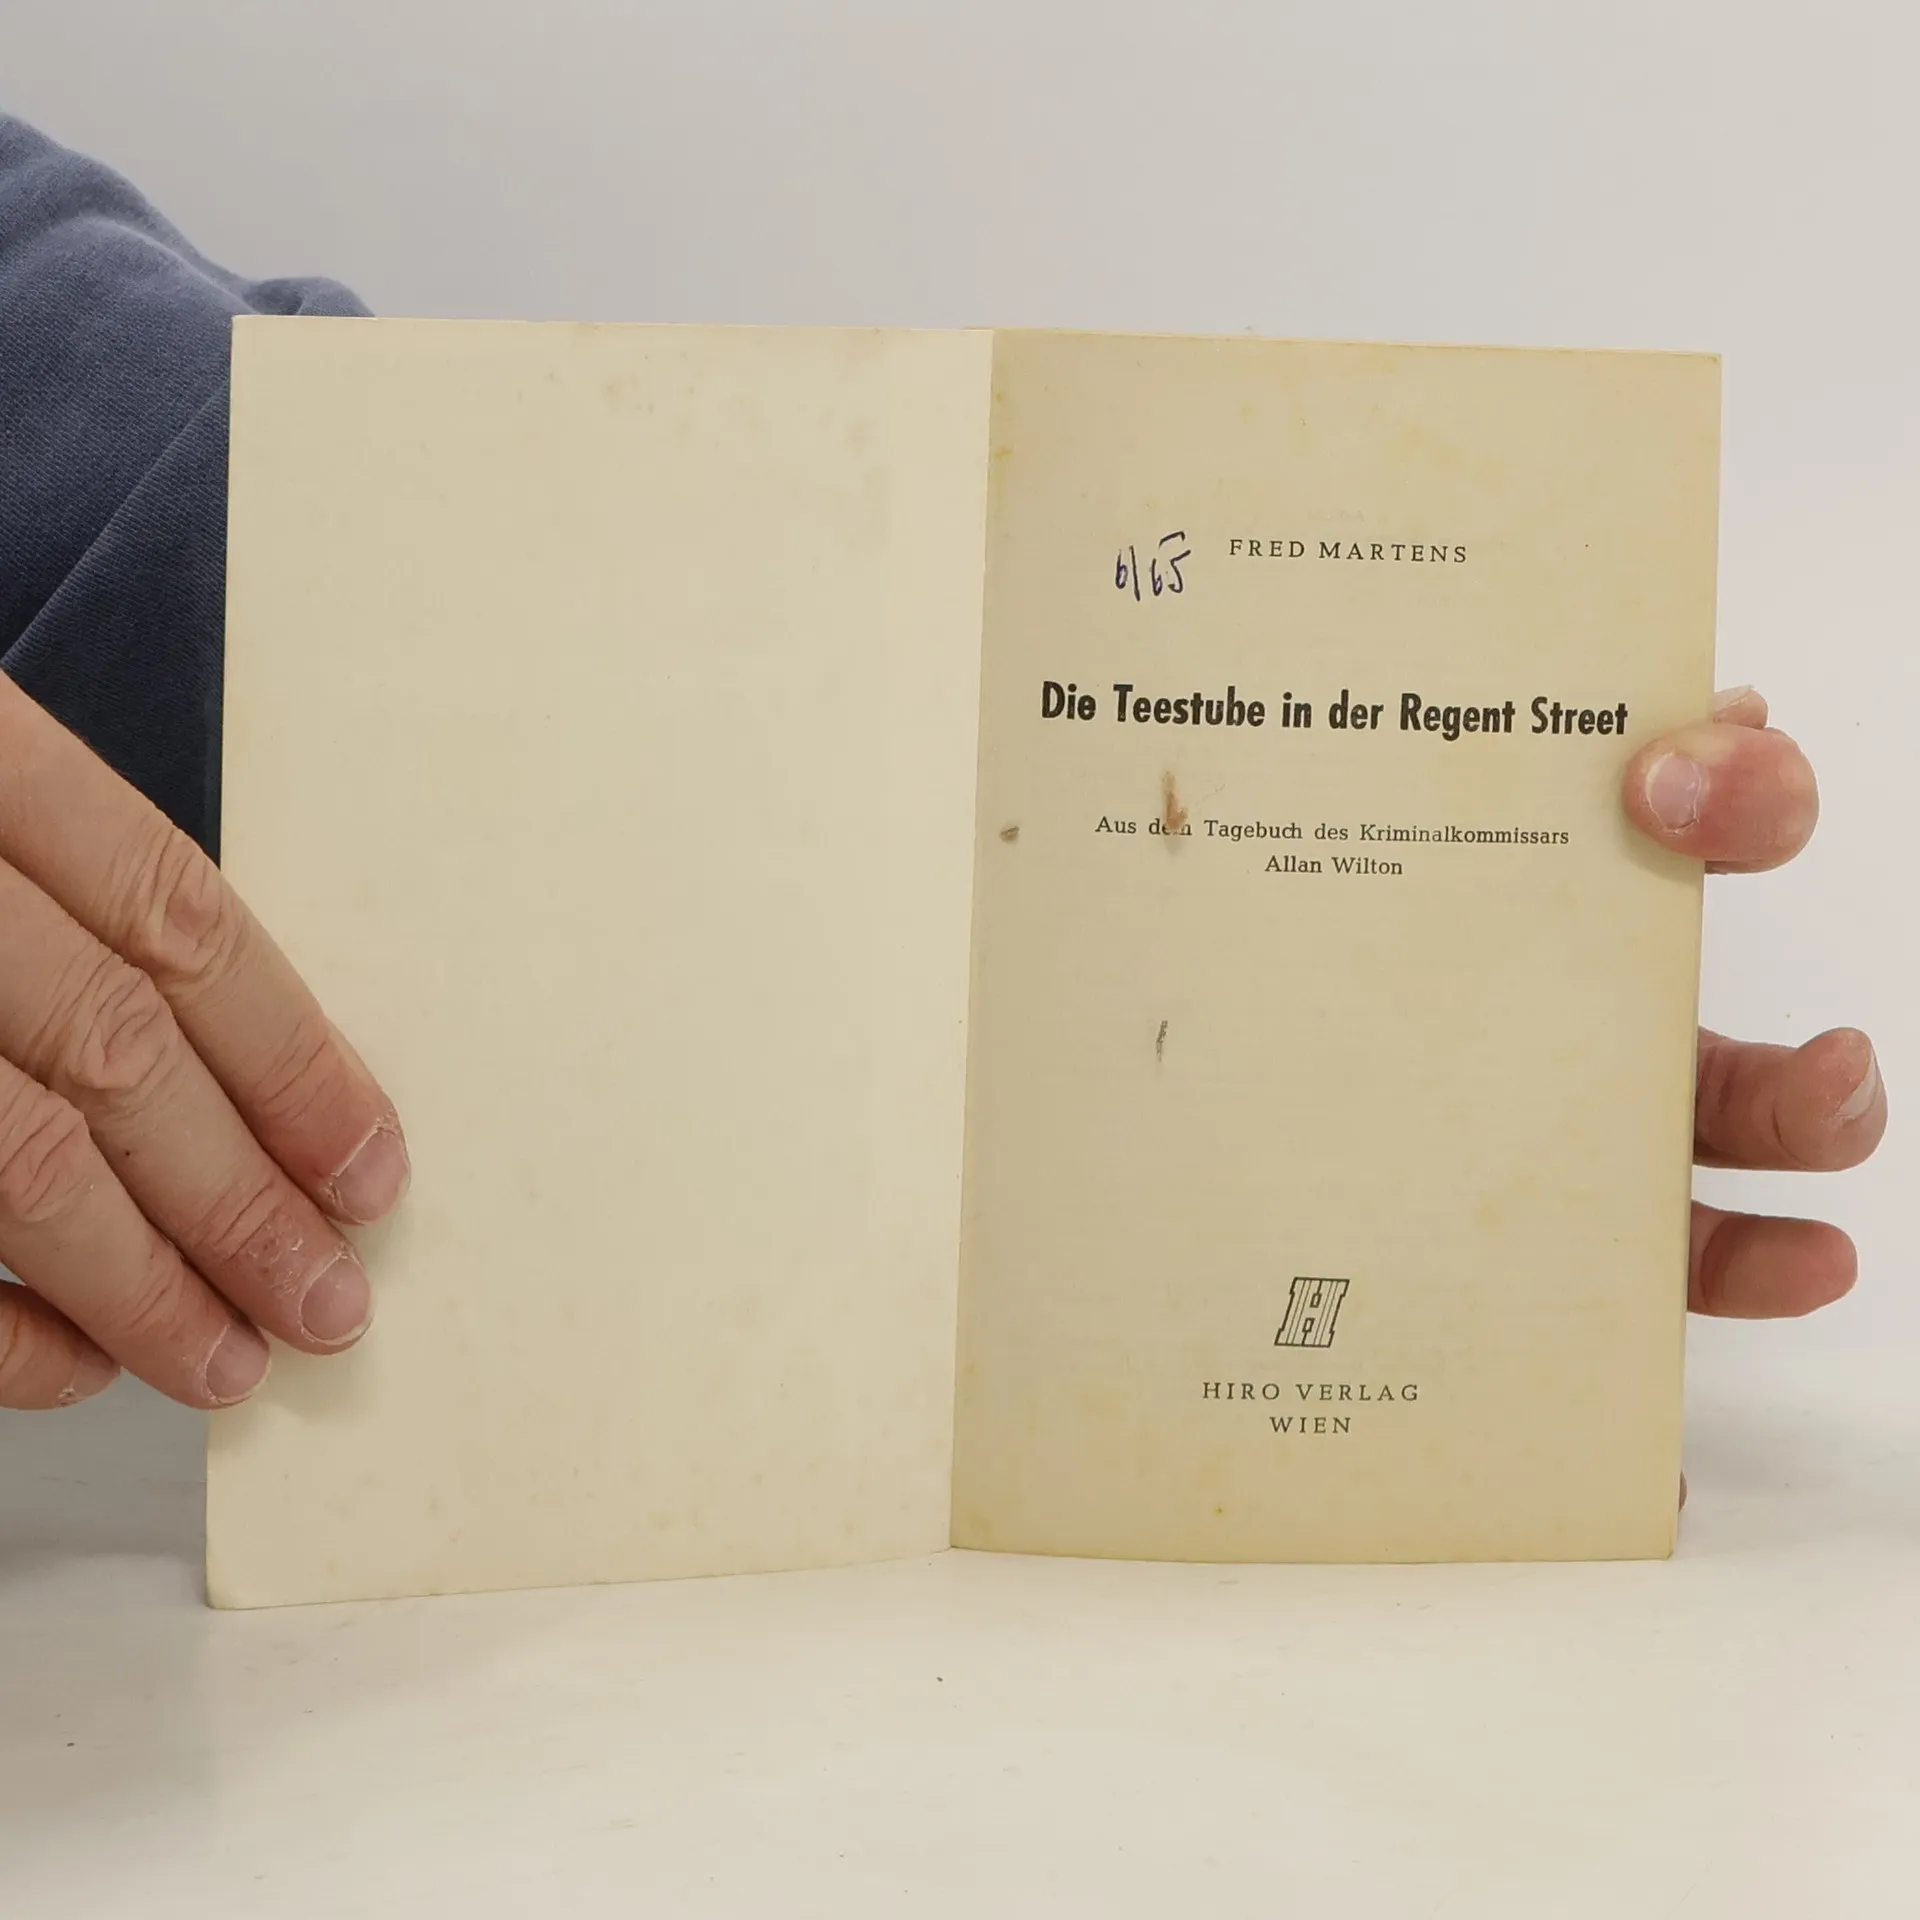 FRED MARTENS
6/65
Die Teestube in der Regent Street
Aus dem Tagebuch des Kriminalkommissars
Allan Wilton
H
HIRO VERLAG
WIEN